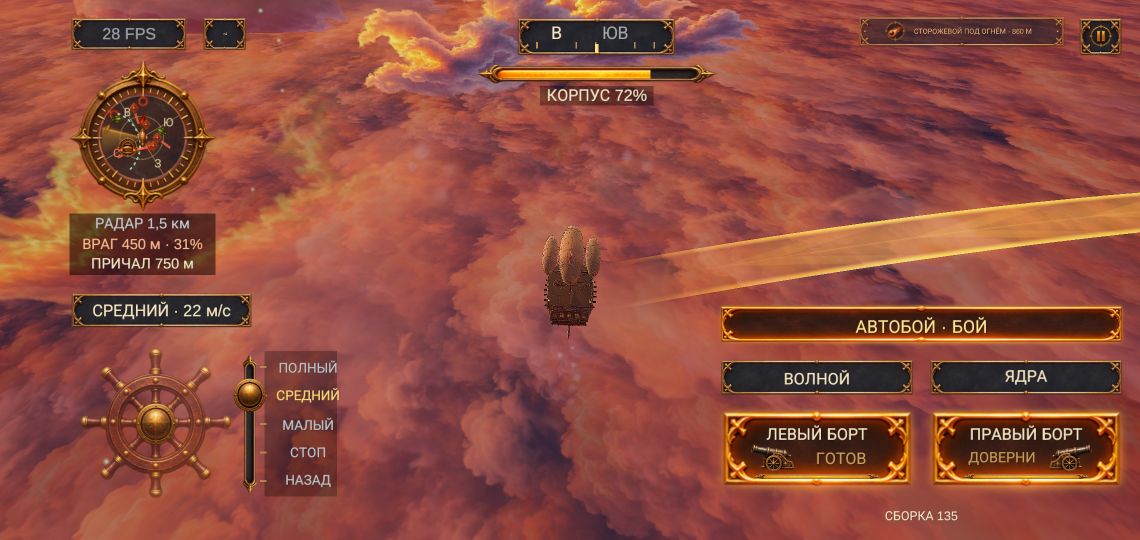 28 FPS
В ЮВ
СТОРОЖЕВОЙ ПОД ОГНЁМ · 860 М
КОРПУС 72%
В
Ю
С
З
РАДАР 1,5 км
ВРАГ 450 м · 31%
ПРИЧАЛ 750 м
СРЕДНИЙ · 22 м/с
ПОЛНЫЙ
СРЕДНИЙ
МАЛЫЙ
СТОП
НАЗАД
АВТОБОЙ · БОЙ
ВОЛНОЙ
ЯДРА
ЛЕВЫЙ БОРТ
ГОТОВ
ПРАВЫЙ БОРТ
ДОВЕРНИ
СБОРКА 135